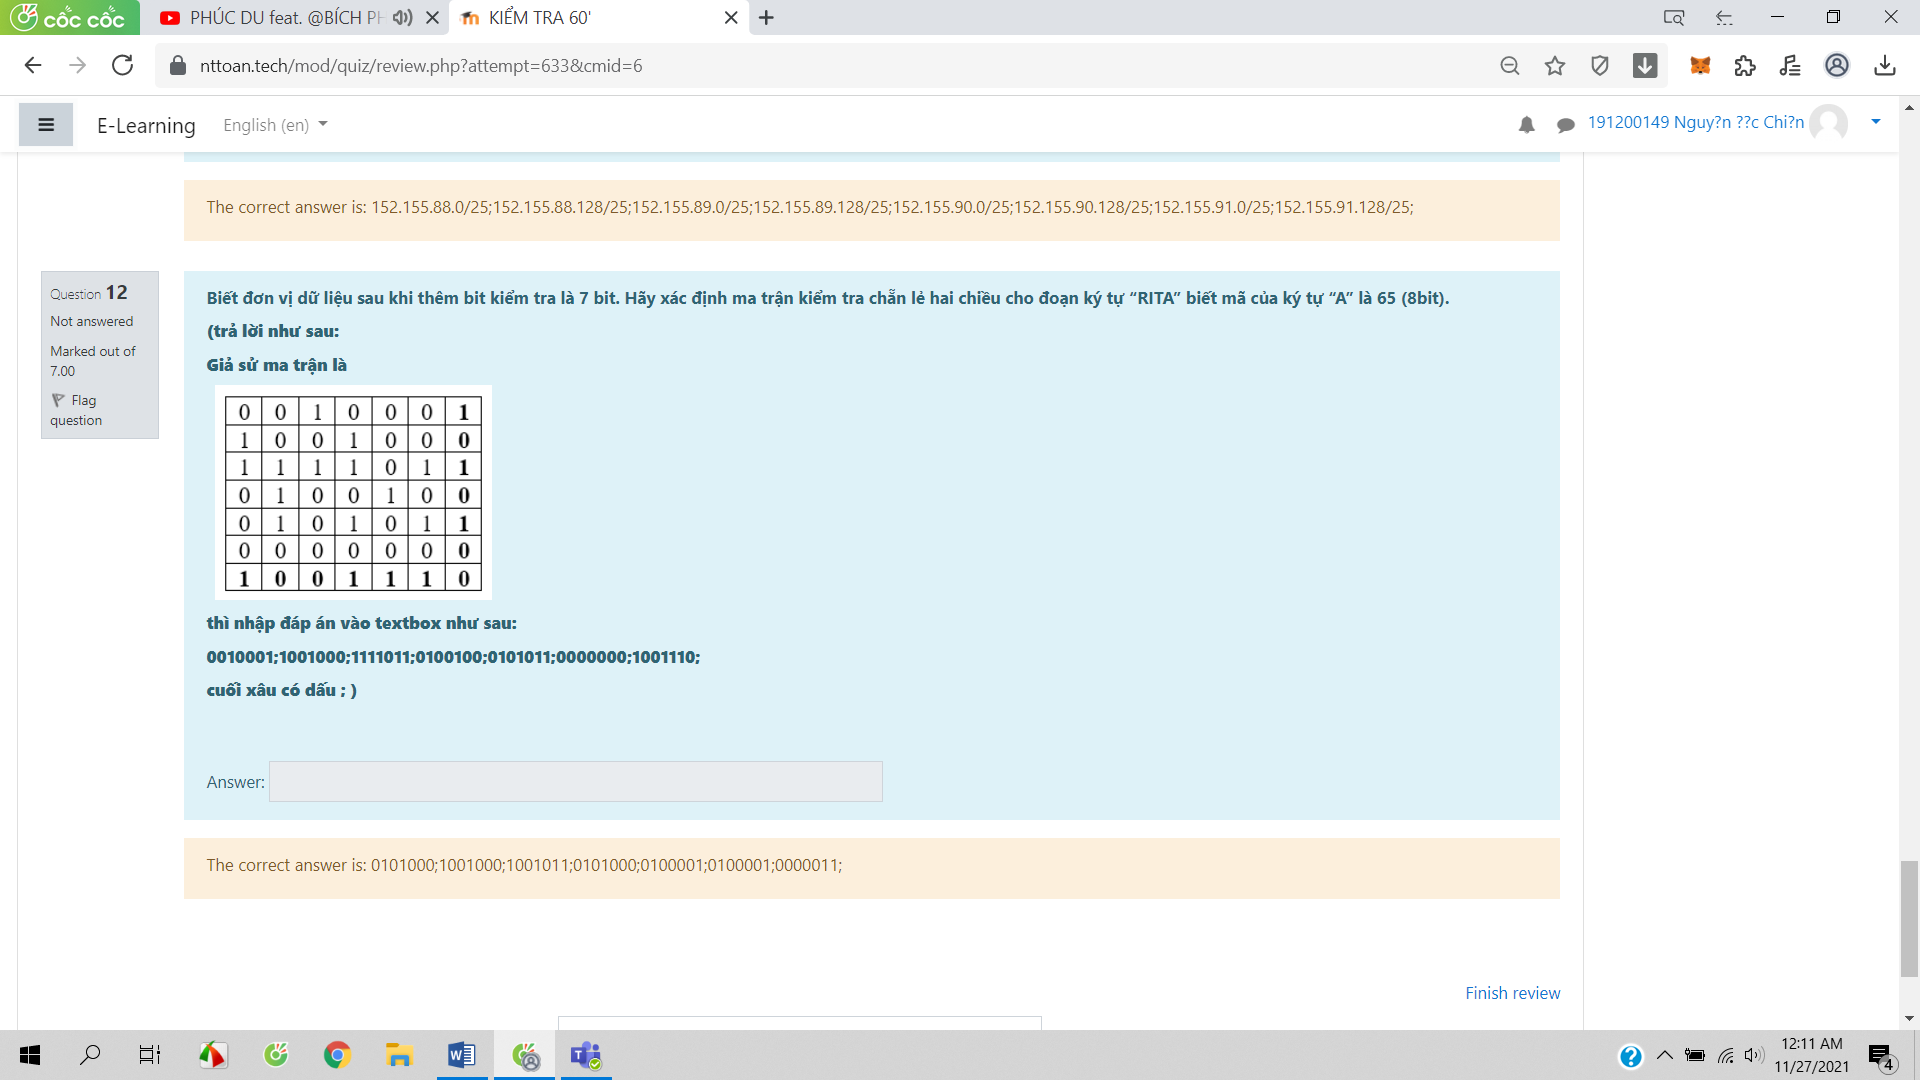 cốc cốc
PHÚC DU feat. @BÍCH PH
KIỂM TRA 60'
nttoan.tech/mod/quiz/review.php?attempt=633&cmid=6
E-Learning
English (en)
191200149 Nguy?n ??c Chi?n
The correct answer is: 152.155.88.0/25;152.155.88.128/25;152.155.89.0/25;152.155.89.128/25;152.155.90.0/25;152.155.90.128/25;152.155.91.0/25;152.155.91.128/25;
Question 12
Not answered
Marked out of
7.00
Flag
question
Biết đơn vị dữ liệu sau khi thêm bit kiểm tra là 7 bit. Hãy xác định ma trận kiểm tra chẵn lẻ hai chiều cho đoạn ký tự “RITA” biết mã của ký tự “A” là 65 (8bit).
(trả lời như sau:
Giả sử ma trận là
0 0 1 0 0 0 1
1 0 0 1 0 0 0
1 1 1 1 0 1 1
0 1 0 0 1 0 0
0 1 0 1 0 1 1
0 0 0 0 0 0 0
1 0 0 1 1 1 0
thì nhập đáp án vào textbox như sau:
0010001;1001000;1111011;0100100;0101011;0000000;1001110;
cuối xâu có dấu ; )
Answer:
The correct answer is: 0101000;1001000;1001011;0101000;0100001;0100001;0000011;
Finish review
12:11 AM
11/27/2021
4